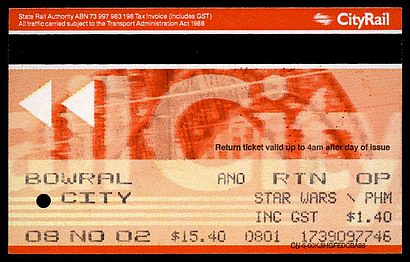 State Rail Authority ABN 73 997 983 198 Tax Invoice (Includes GST)
All traffic carried subject to the Transport Administration Act 1988
CityRail
Return ticket valid up to 4am after day of issue
BOWRAL AND RTN OP
CITY STAR WARS \ PHM
INC GST $1.40
08 NO 02 $15.40 0801 1739097746